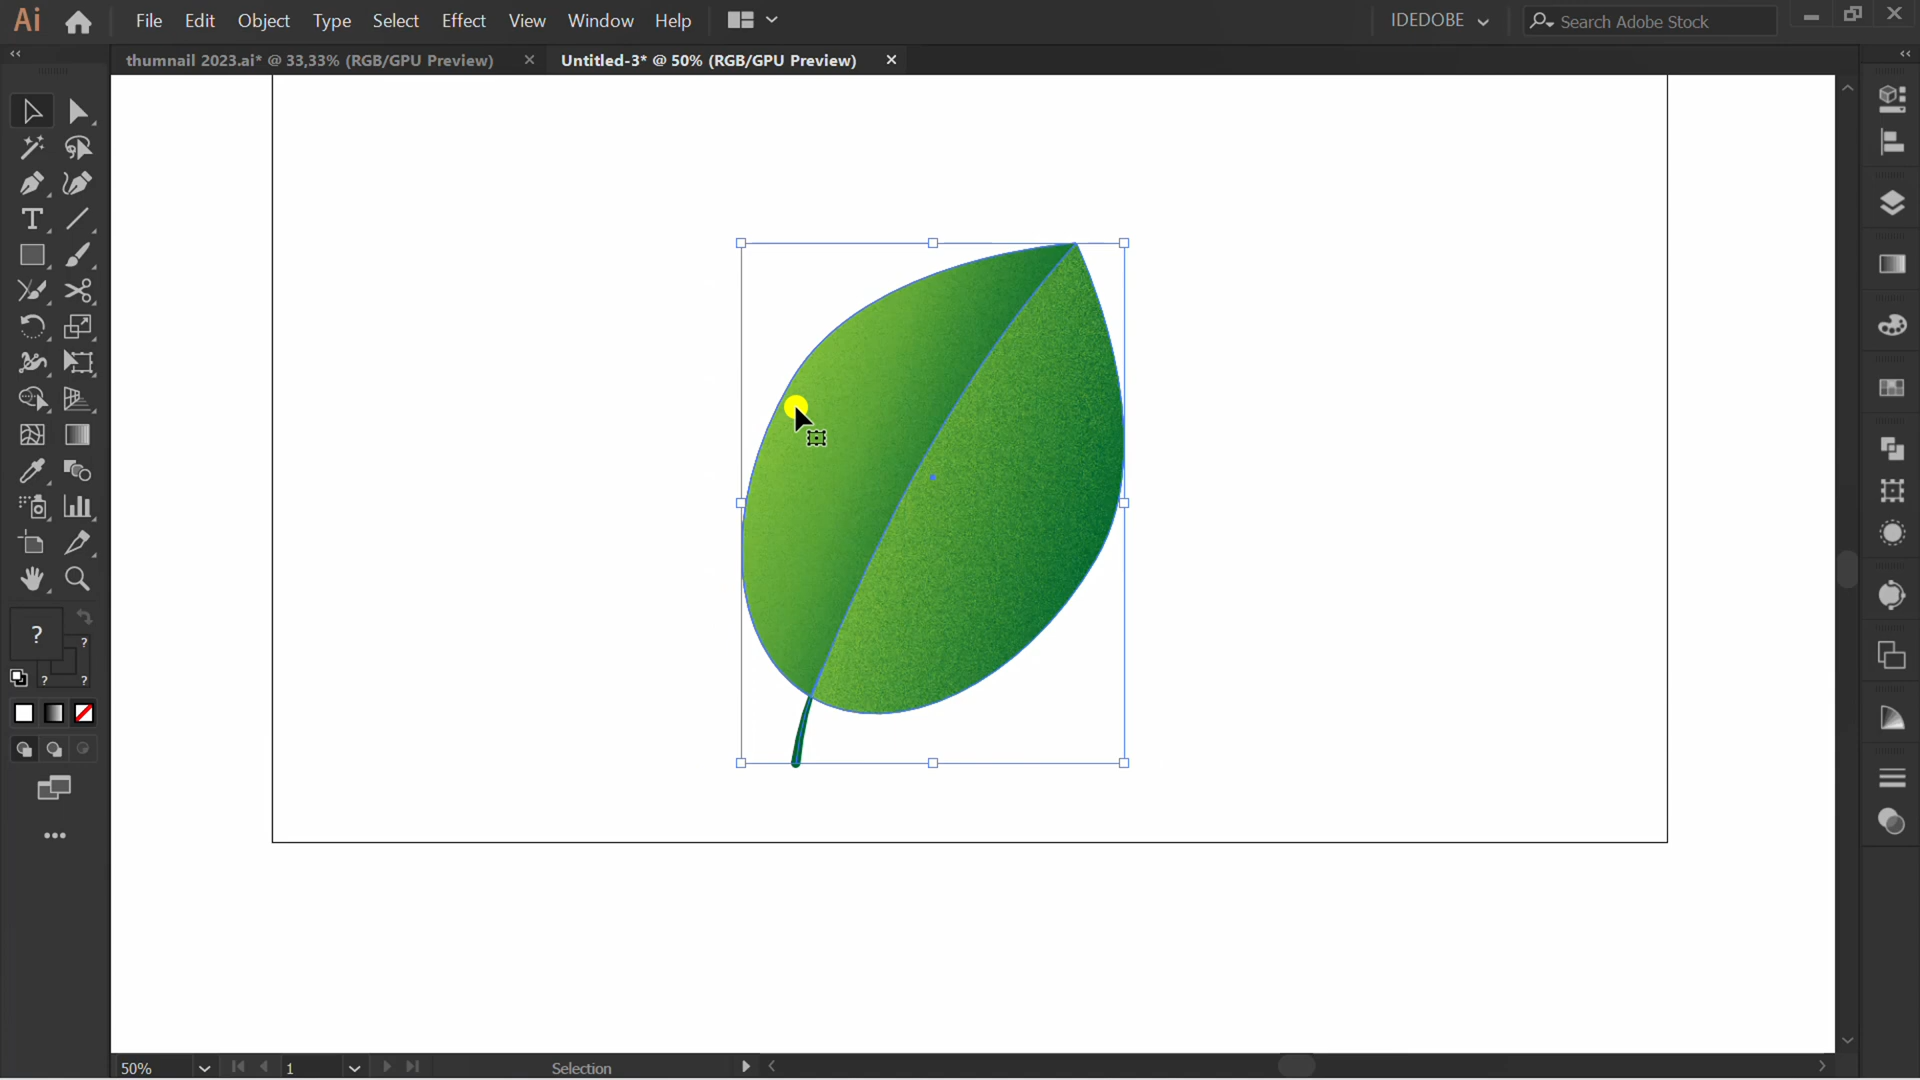 Ai File Edit Object Type Select Effect View Window Help IDEDOBE Search Adobe Stock
thumnail 2023.ai* @ 33,33% (RGB/GPU Preview) Untitled-3* @ 50% (RGB/GPU Preview)
T
? ?
? ?
50% 1 Selection